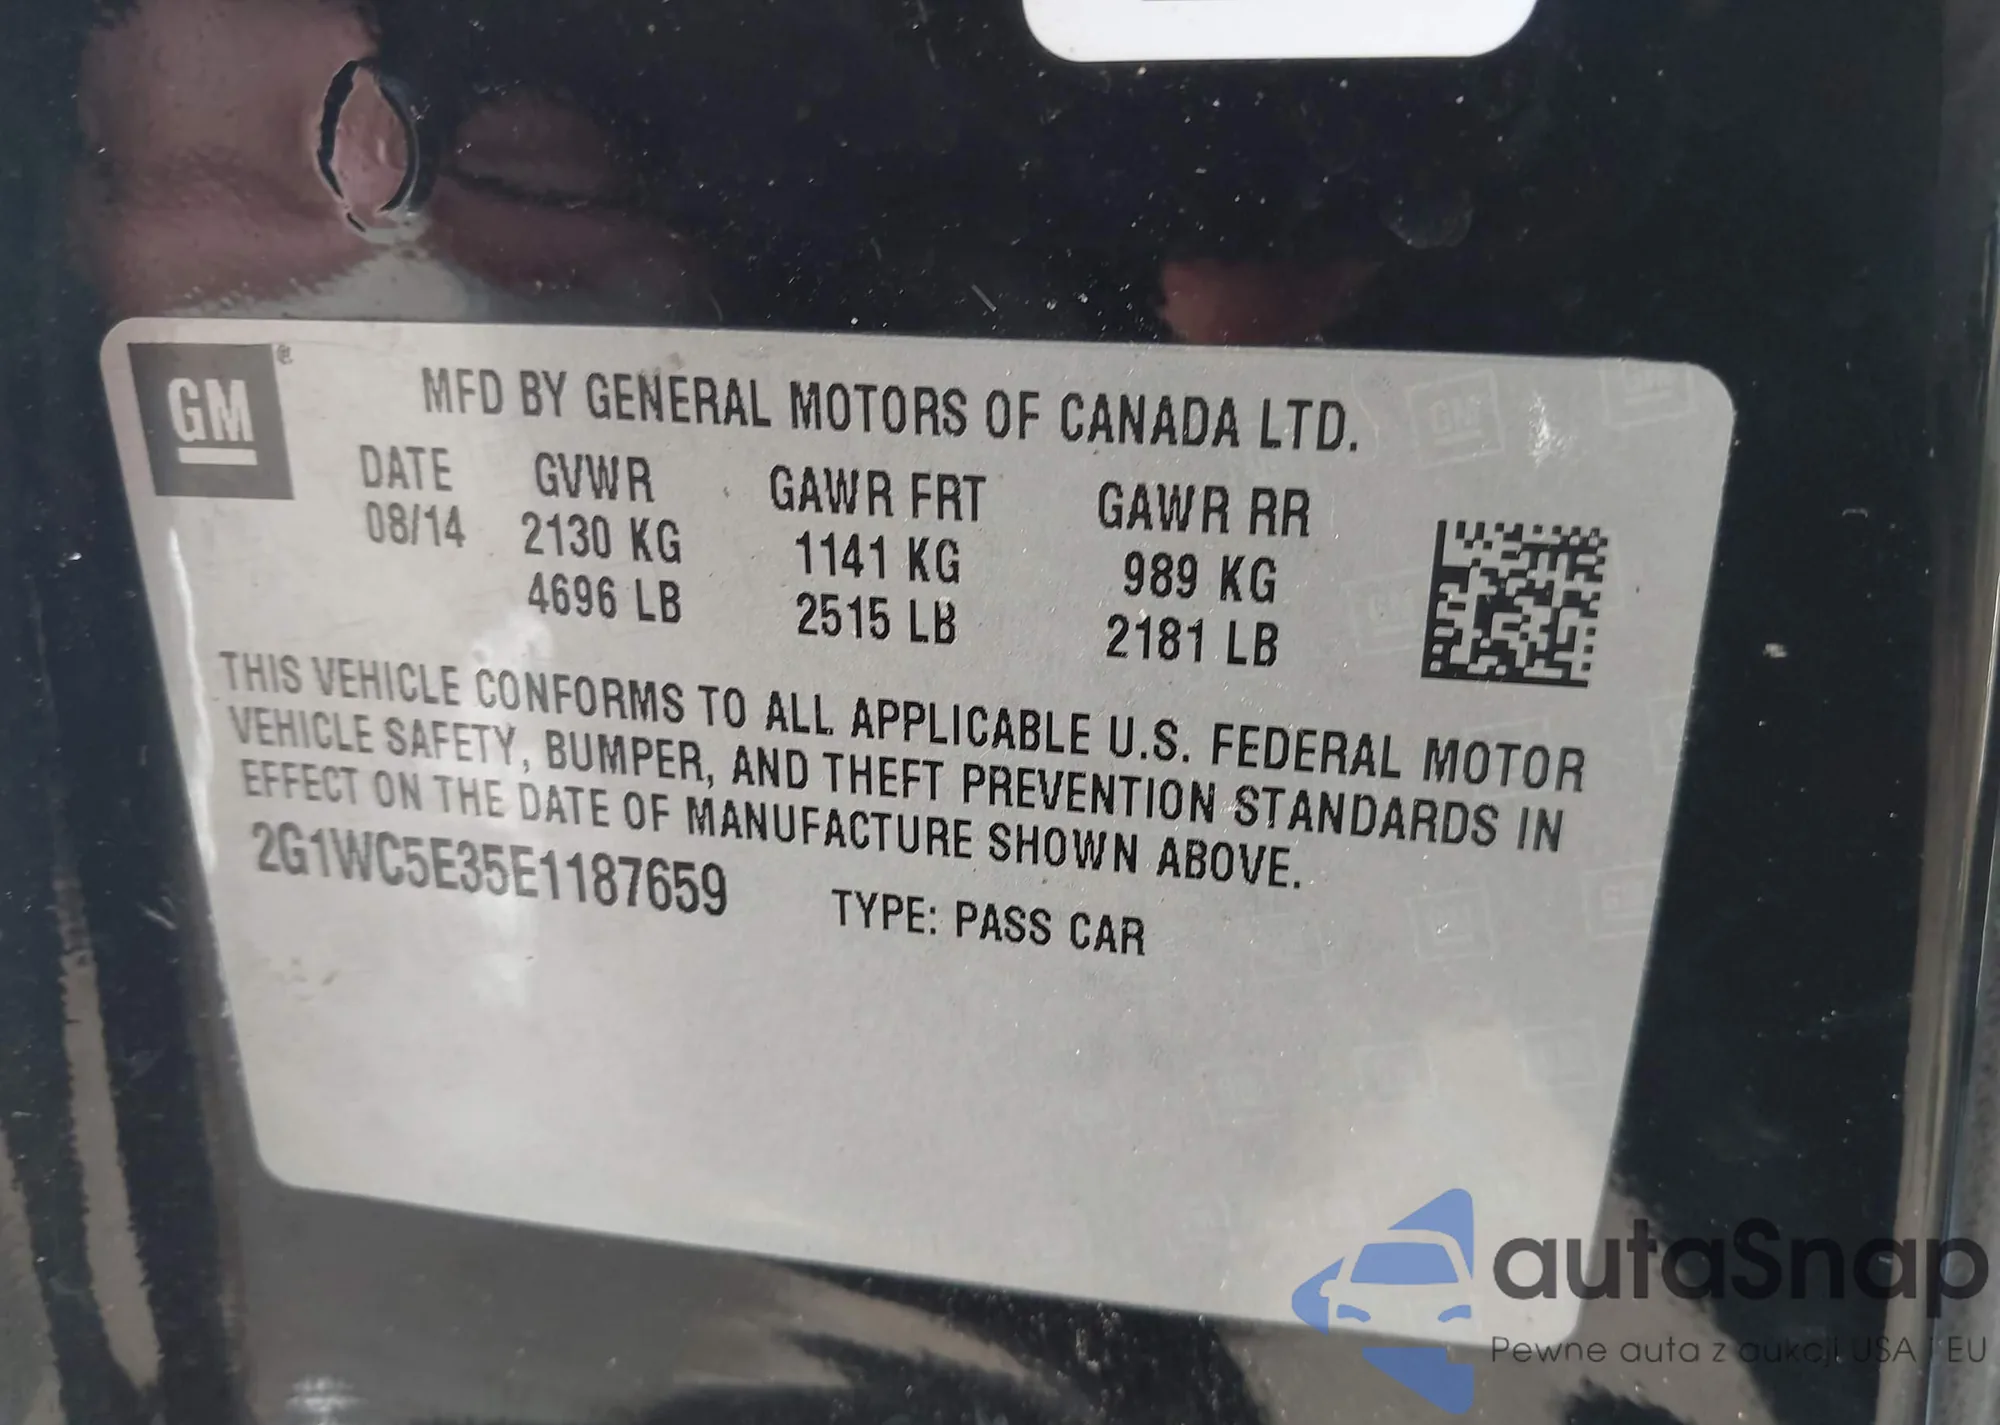 GM ®
MFD BY GENERAL MOTORS OF CANADA LTD.
DATE GVWR GAWR FRT GAWR RR
08/14 2130 KG 1141 KG 989 KG
4696 LB 2515 LB 2181 LB
THIS VEHICLE CONFORMS TO ALL APPLICABLE U.S. FEDERAL MOTOR
VEHICLE SAFETY, BUMPER, AND THEFT PREVENTION STANDARDS IN
EFFECT ON THE DATE OF MANUFACTURE SHOWN ABOVE.
2G1WC5E35E1187659 TYPE: PASS CAR
autaSnap
Pewne auta z aukcji USA i EU